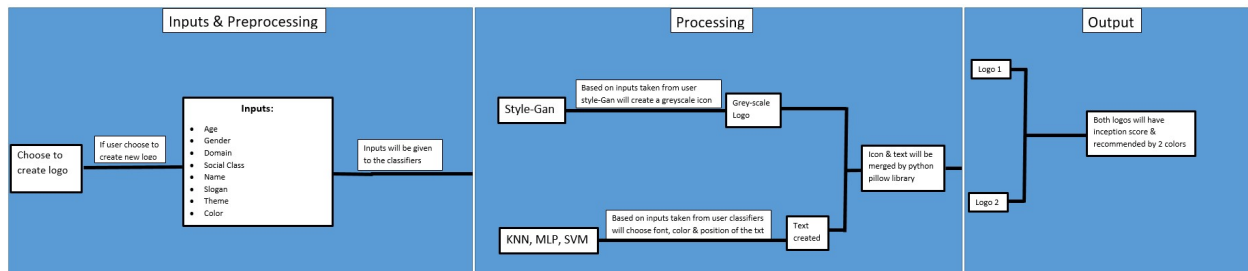 Inputs & Preprocessing
Choose to
create logo
If user choose to
create new logo
Inputs:
• Age
• Gender
• Domain
• Social Class
• Name
• Slogan
• Theme
• Color
Inputs will be given
to the classifiers
Processing
Style-Gan
Based on inputs taken from user
style-Gan will create a greyscale icon
Grey-scale
Logo
KNN, MLP, SVM
Based on inputs taken from user classifiers
will choose font, color & position of the txt
Text
created
Icon & text will be
merged by python
pillow library
Output
Logo 1
Logo 2
Both logos will have
inception score &
recommended by 2 colors